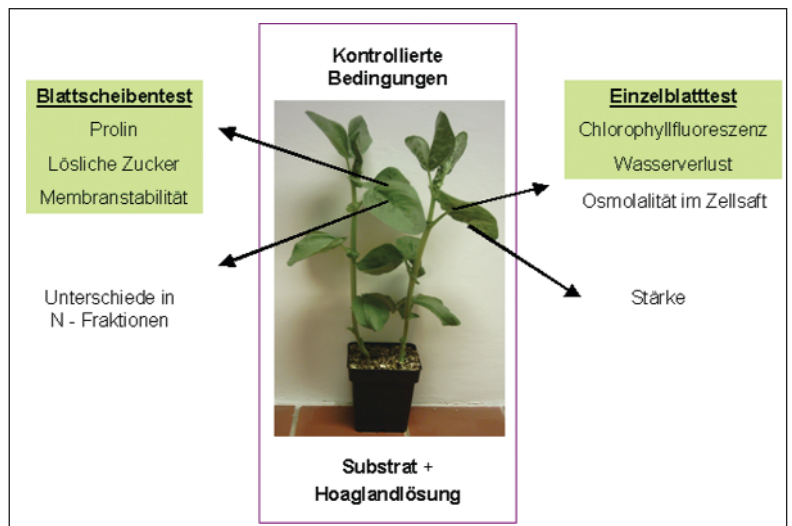 Kontrollierte
Bedingungen
Blattscheibentest
Prolin
Lösliche Zucker
Membranstabilität
Unterschiede in
N - Fraktionen
Einzelblatttest
Chlorophyllfluoreszenz
Wasserverlust
Osmolalität im Zellsaft
Stärke
Substrat +
Hoaglandlösung